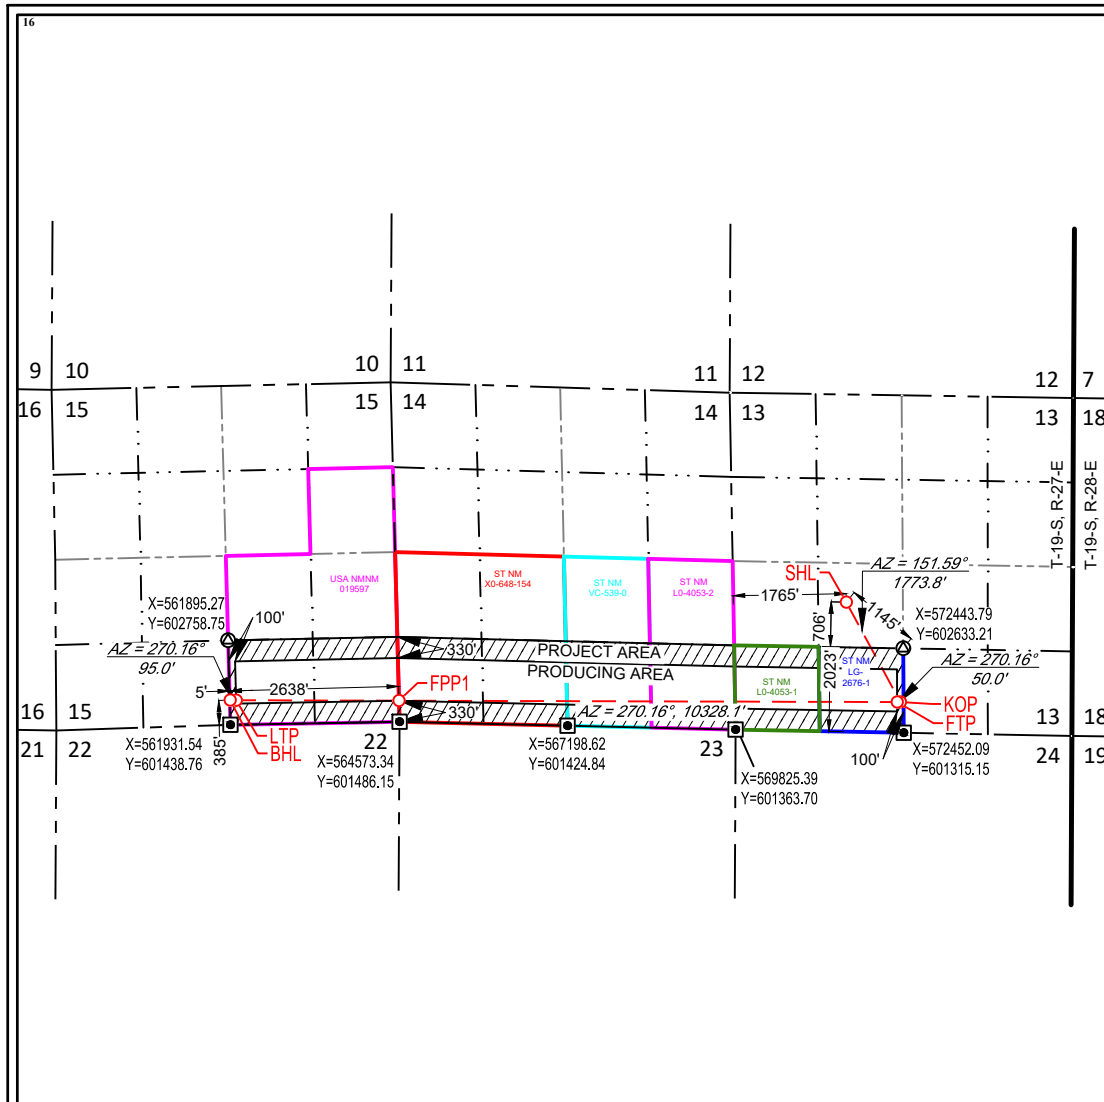 16
9 10
10 11
11 12
12 7
16 15
15 14
14 13
13 18
T-19-S, R-27-E
T-19-S, R-28-E
USA NMNM
019597
ST NM
X0-648-154
ST NM
VC-539-0
ST NM
L0-4053-2
SHL
AZ = 151.59°
1773.8'
1765'
1145'
706'
X=561895.27
Y=602758.75
100'
X=572443.79
Y=602633.21
AZ = 270.16°
95.0'
330'
PROJECT AREA
PRODUCING AREA
2023'
ST NM
LG-
2676-1
AZ = 270.16°
50.0'
ST NM
L0-4053-1
5'
2638'
FPP1
KOP
FTP
330'
AZ = 270.16°, 10328.1'
16 15
21 22
385'
LTP
BHL
22
23
13 18
24 19
100'
X=561931.54
Y=601438.76
X=564573.34
Y=601486.15
X=567198.62
Y=601424.84
X=569825.39
Y=601363.70
X=572452.09
Y=601315.15